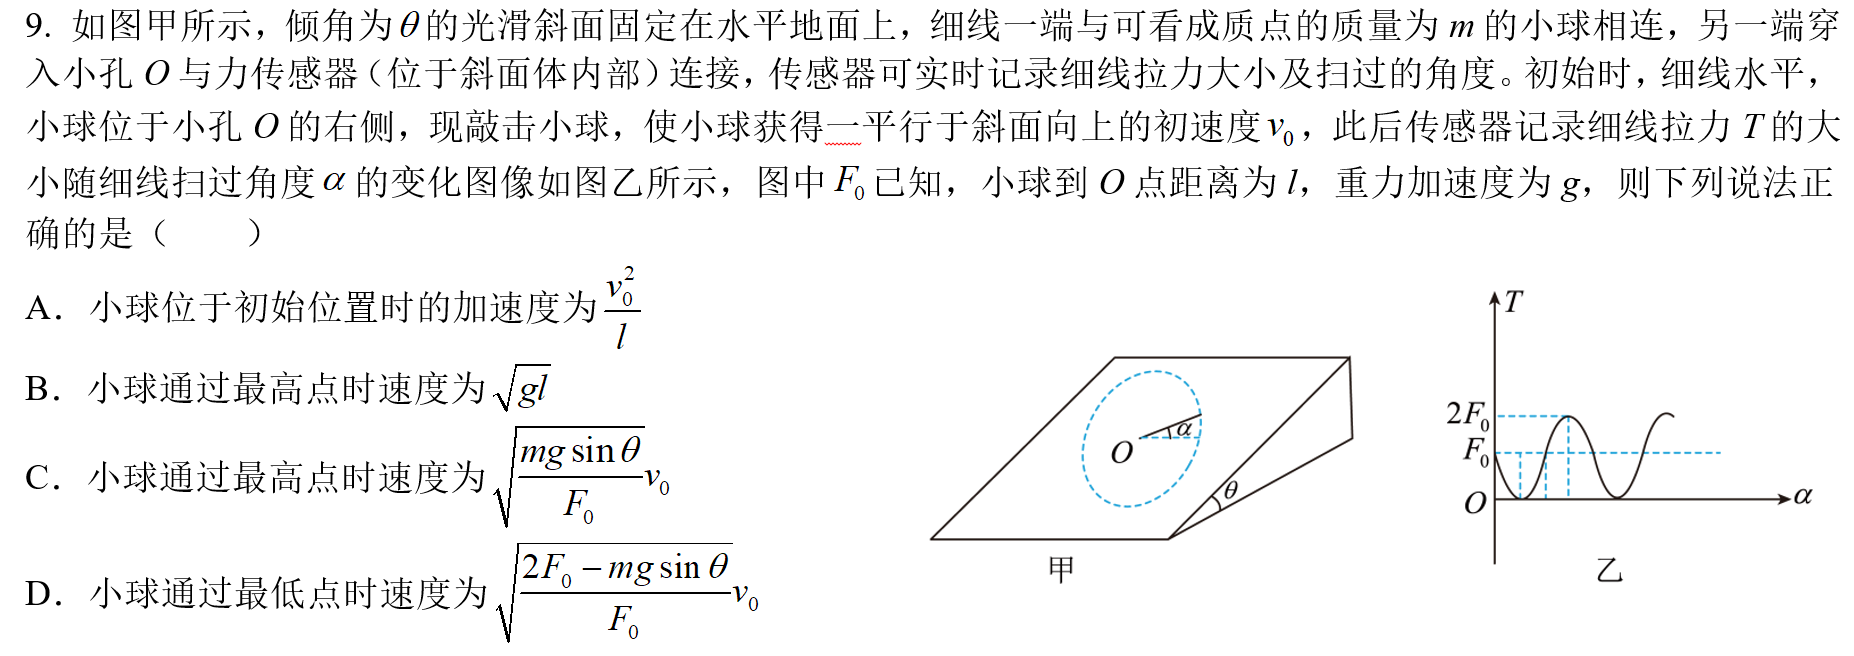 9. 如图甲所示，倾角为θ的光滑斜面固定在水平地面上，细线一端与可看成质点的质量为 m 的小球相连，另一端穿
入小孔 O 与力传感器（位于斜面体内部）连接，传感器可实时记录细线拉力大小及扫过的角度。初始时，细线水平，
小球位于小孔 O 的右侧，现敲击小球，使小球获得一平行于斜面向上的初速度v₀，此后传感器记录细线拉力 T 的大
小随细线扫过角度α的变化图像如图乙所示，图中F₀已知，小球到 O 点距离为 l，重力加速度为 g，则下列说法正
确的是（　　）
A．小球位于初始位置时的加速度为 v₀²/l
B．小球通过最高点时速度为√(gl)
C．小球通过最高点时速度为√(mg sin θ/F₀) v₀
D．小球通过最低点时速度为√((2F₀ − mg sin θ)/F₀) v₀
O
α
θ
甲
T
2F₀
F₀
O
α
乙